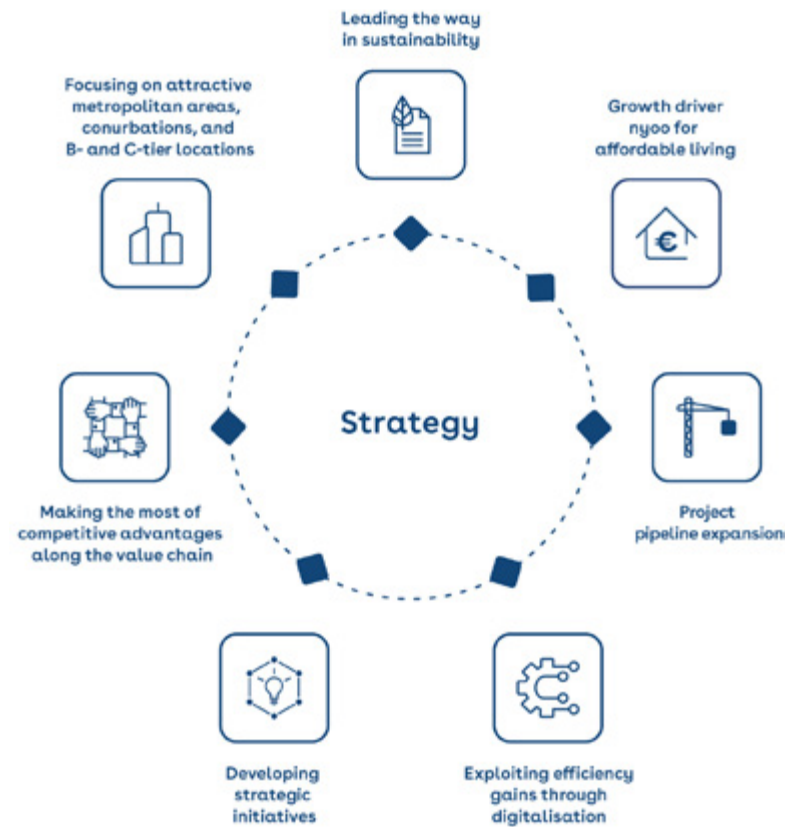 Leading the way
in sustainability
Focusing on attractive
metropolitan areas,
conurbations, and
B- and C-tier locations
Growth driver
nyoo for
affordable living
€
Strategy
Making the most of
competitive advantages
along the value chain
Project
pipeline expansion
Developing
strategic
initiatives
Exploiting efficiency
gains through
digitalisation